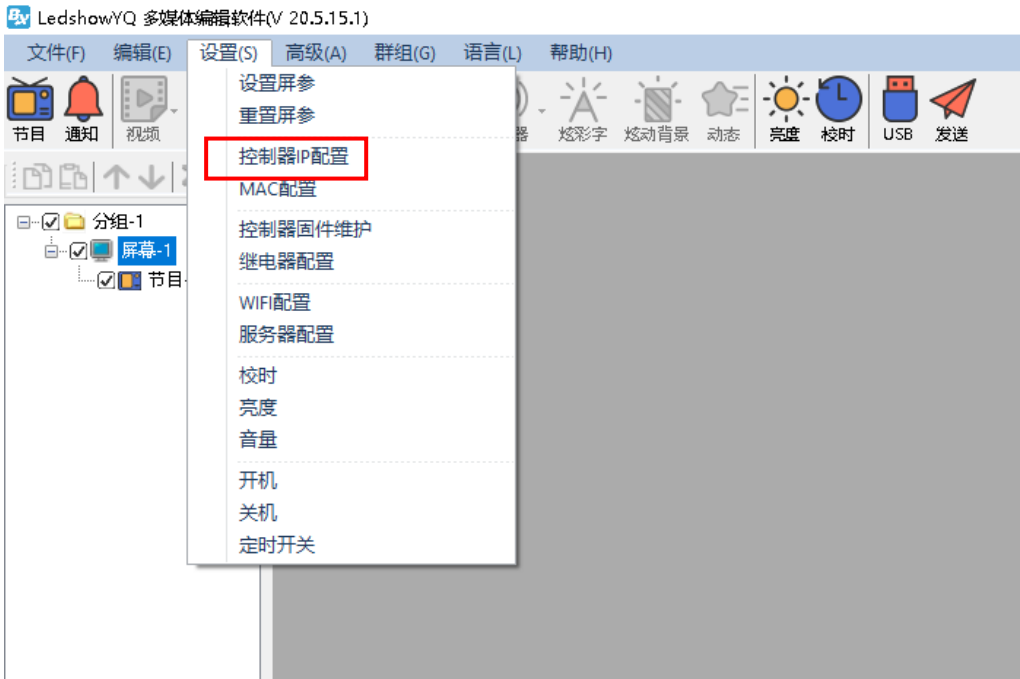 LedshowYQ 多媒体编辑软件(V 20.5.15.1)
文件(F) 编辑(E) 设置(S) 高级(A) 群组(G) 语言(L) 帮助(H)
节目 通知 视频 器 炫彩字 炫动背景 动态 亮度 校时 USB 发送
设置屏参
重置屏参
控制器IP配置
MAC配置
控制器固件维护
继电器配置
WIFI配置
服务器配置
校时
亮度
音量
开机
关机
定时开关
分组-1
屏幕-1
节目-